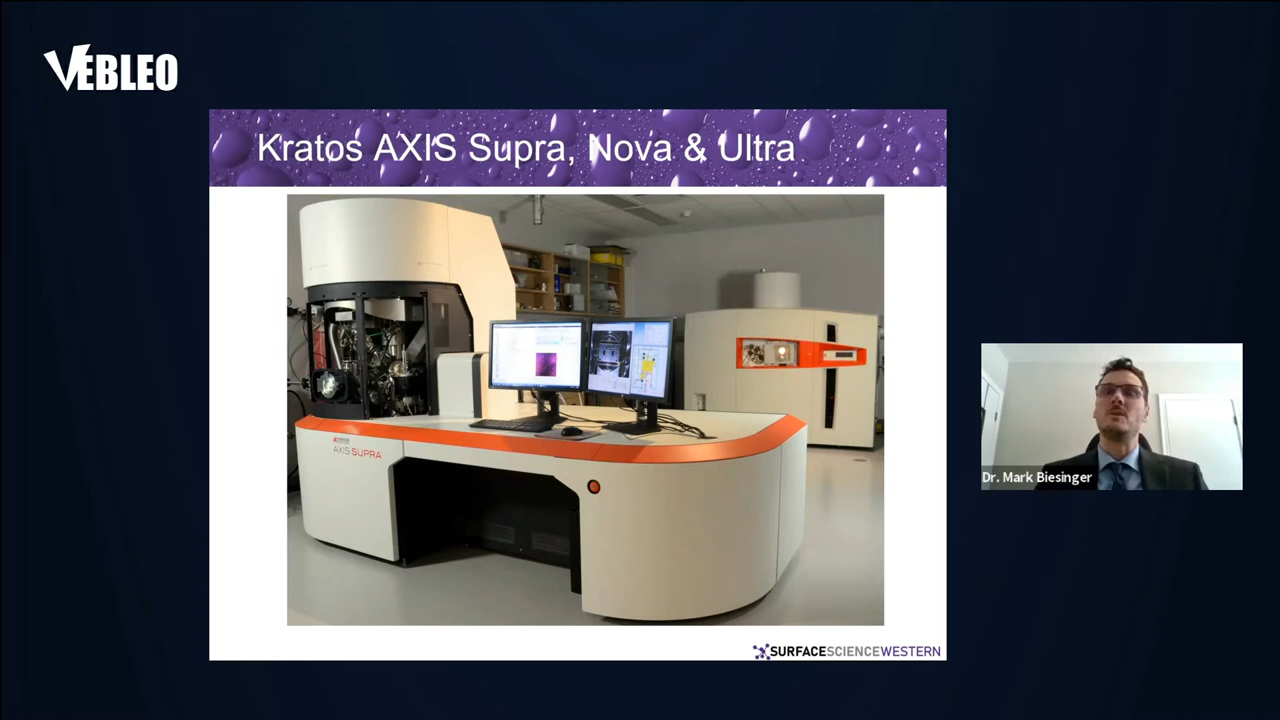 VEBLEO
Kratos AXIS Supra, Nova & Ultra
AXIS SUPRA
Dr. Mark Biesinger
SURFACESCIENCEWESTERN